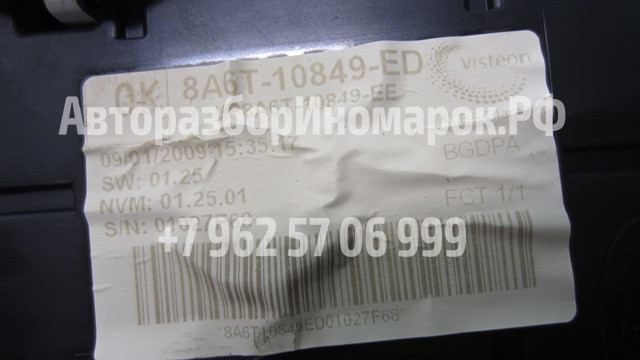 OK 8A6T-10849-ED Visteon
8A6T-10849-EE
АвторазборИномарок.РФ
09/01/2009 15:35
BGDPA
SW: 01.25
NVM: 01.25.01 FCT 1/1
S/N: 01027F68
+7 962 57 06 999
*8A6T10849ED01027F68*